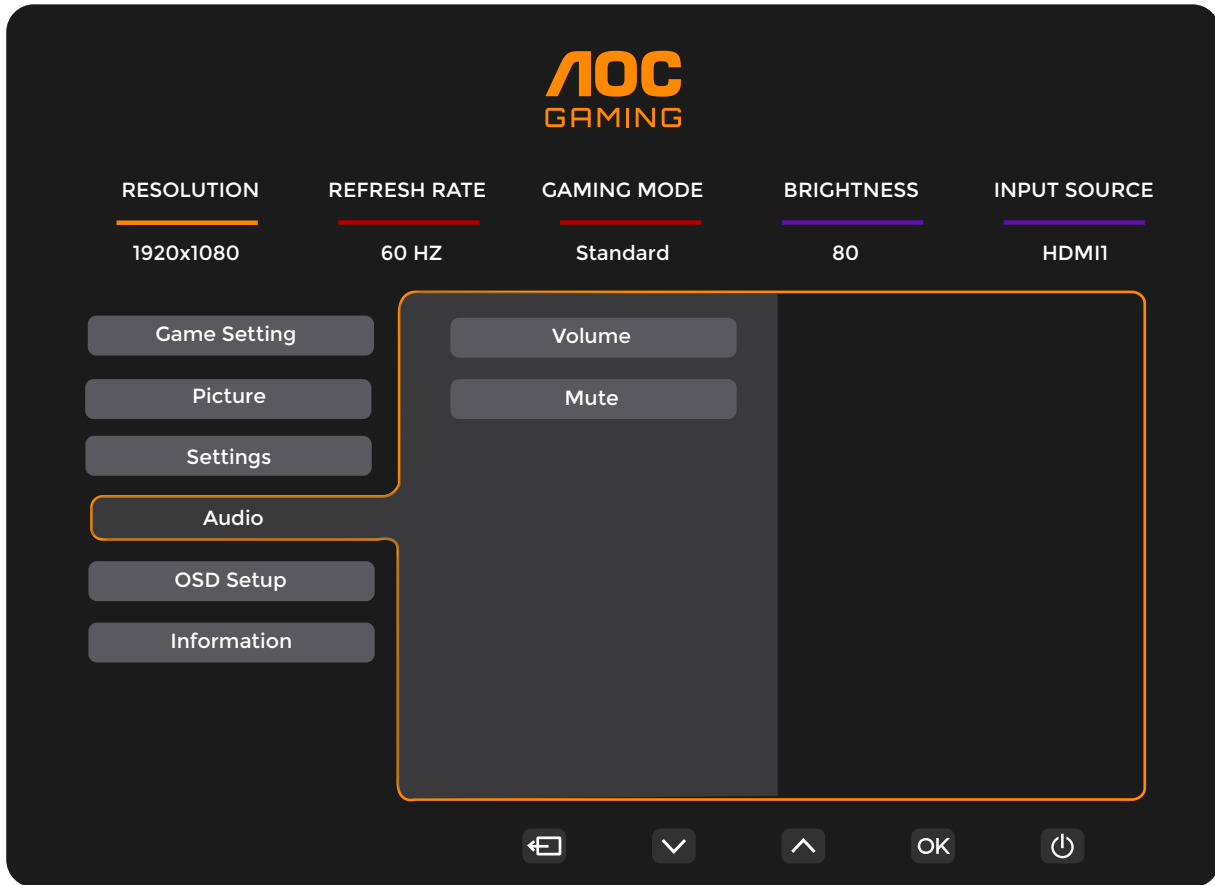 AOC
GAMING
RESOLUTION REFRESH RATE GAMING MODE BRIGHTNESS INPUT SOURCE
1920x1080 60 HZ Standard 80 HDMI1
Game Setting Volume
Picture Mute
Settings
Audio
OSD Setup
Information
OK